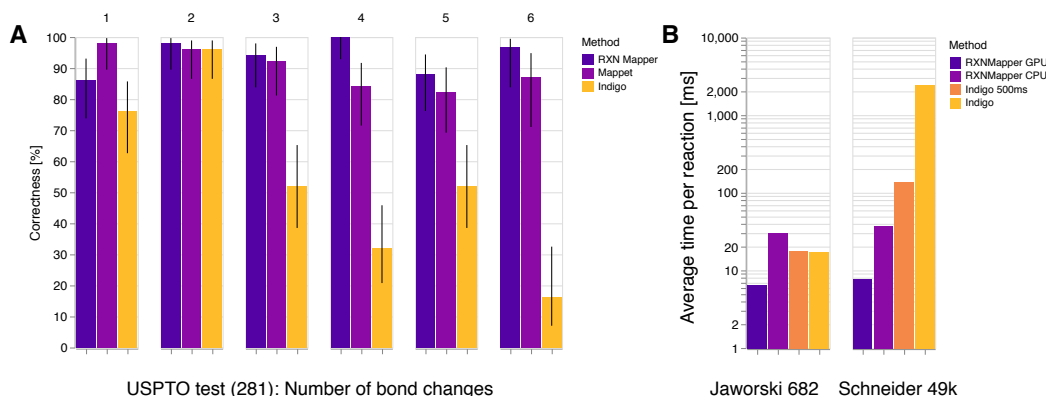 A
1 2 3 4 5 6
100
90
80
70
60
50
40
30
20
10
0
Correctness [%]
Method
RXN Mapper
Mappet
Indigo
USPTO test (281): Number of bond changes
B
10,000
2,000
1,000
200
100
20
10
2
1
Average time per reaction [ms]
Method
RXNMapper GPU
RXNMapper CPU
Indigo 500ms
Indigo
Jaworski 682 Schneider 49k